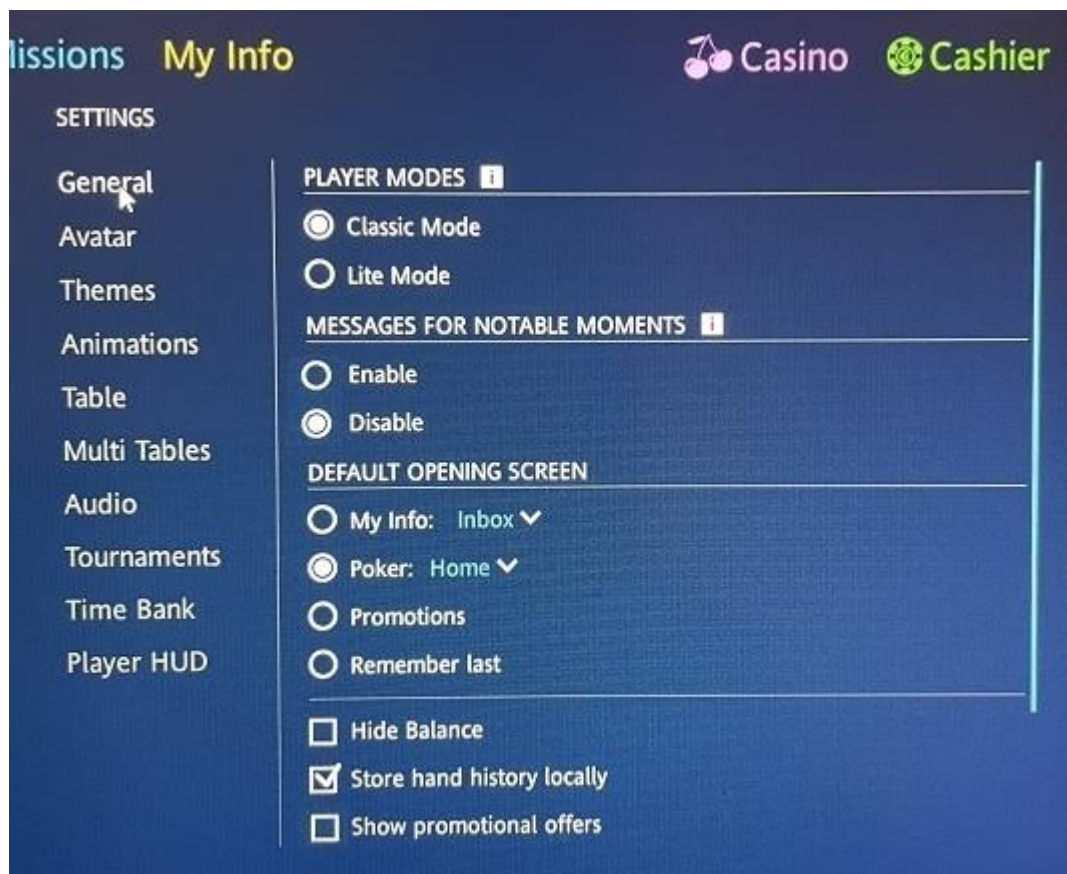 My Info Casino Cashier
SETTINGS
General
Avatar
Themes
Animations
Table
Multi Tables
Audio
Tournaments
Time Bank
Player HUD
PLAYER MODES i
Classic Mode
Lite Mode
MESSAGES FOR NOTABLE MOMENTS i
Enable
Disable
DEFAULT OPENING SCREEN
My Info: Inbox
Poker: Home
Promotions
Remember last
Hide Balance
Store hand history locally
Show promotional offers